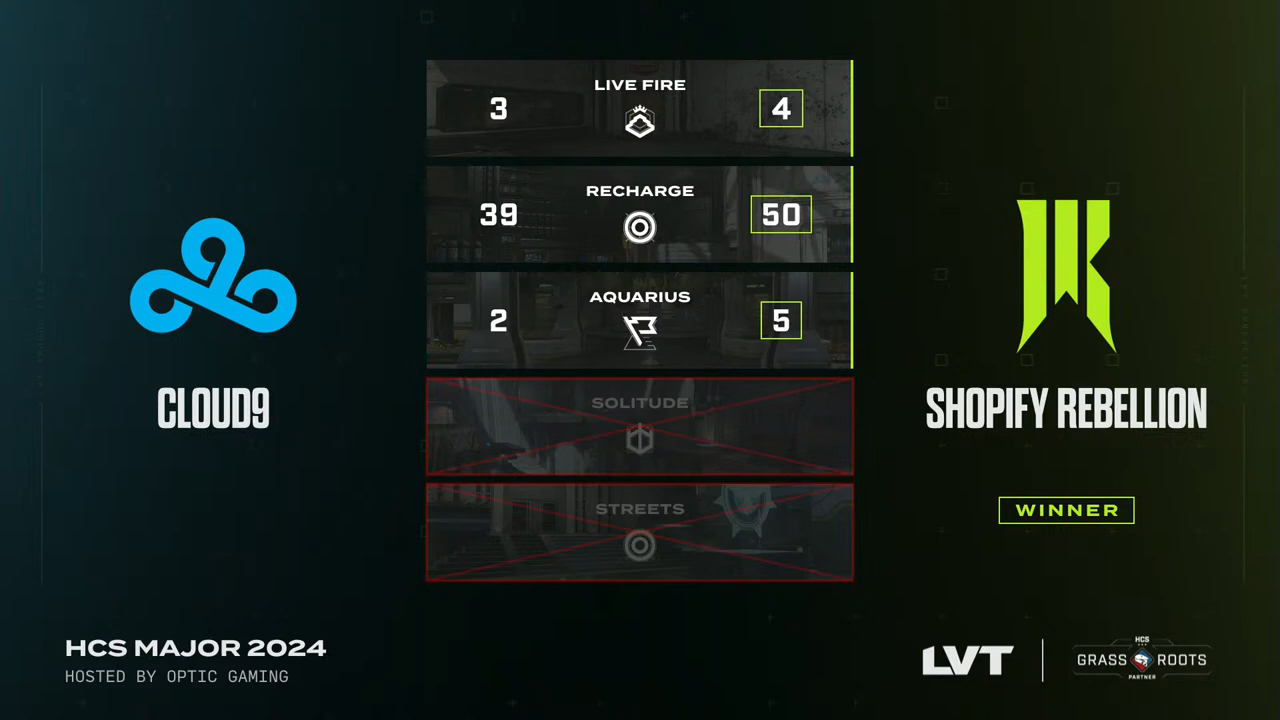 LIVE FIRE
3
4
RECHARGE
39
50
AQUARIUS
2
5
SOLITUDE
STREETS
CLOUD9
SHOPIFY REBELLION
WINNER
HCS MAJOR 2024
HOSTED BY OPTIC GAMING
LVT
HCS
GRASS ROOTS
PARTNER